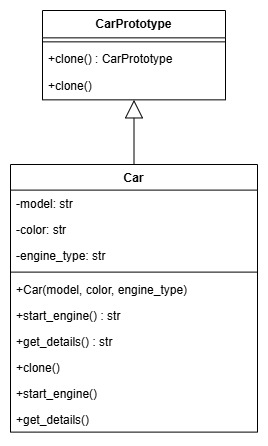 CarPrototype
+clone() : CarPrototype
+clone()
Car
-model: str
-color: str
-engine_type: str
+Car(model, color, engine_type)
+start_engine() : str
+get_details() : str
+clone()
+start_engine()
+get_details()